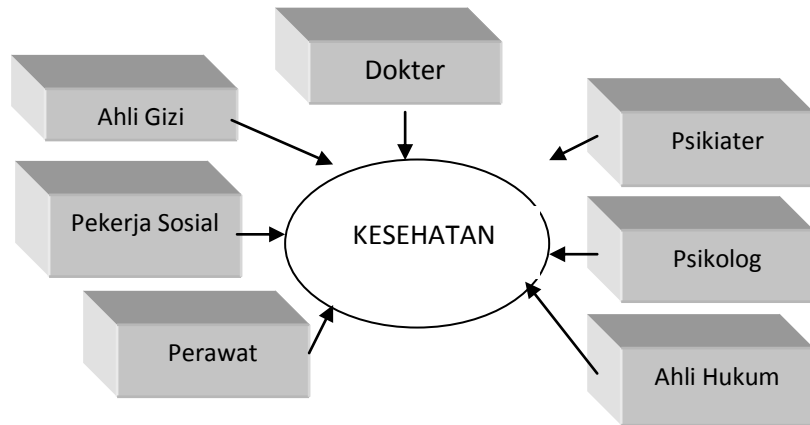 Dokter
Ahli Gizi
Psikiater
Pekerja Sosial
KESEHATAN
Psikolog
Perawat
Ahli Hukum